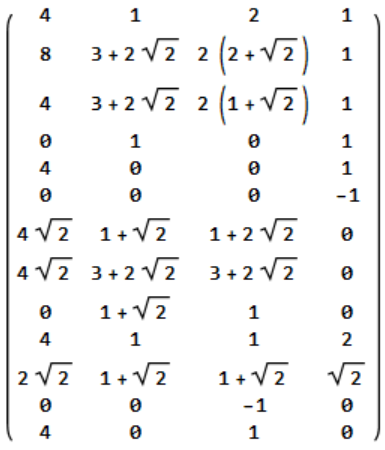 4 1 2 1
8 3 + 2 √2 2 (2 + √2) 1
4 3 + 2 √2 2 (1 + √2) 1
0 1 0 1
4 0 0 1
0 0 0 -1
4 √2 1 + √2 1 + 2 √2 0
4 √2 3 + 2 √2 3 + 2 √2 0
0 1 + √2 1 0
4 1 1 2
2 √2 1 + √2 1 + √2 √2
0 0 -1 0
4 0 1 0